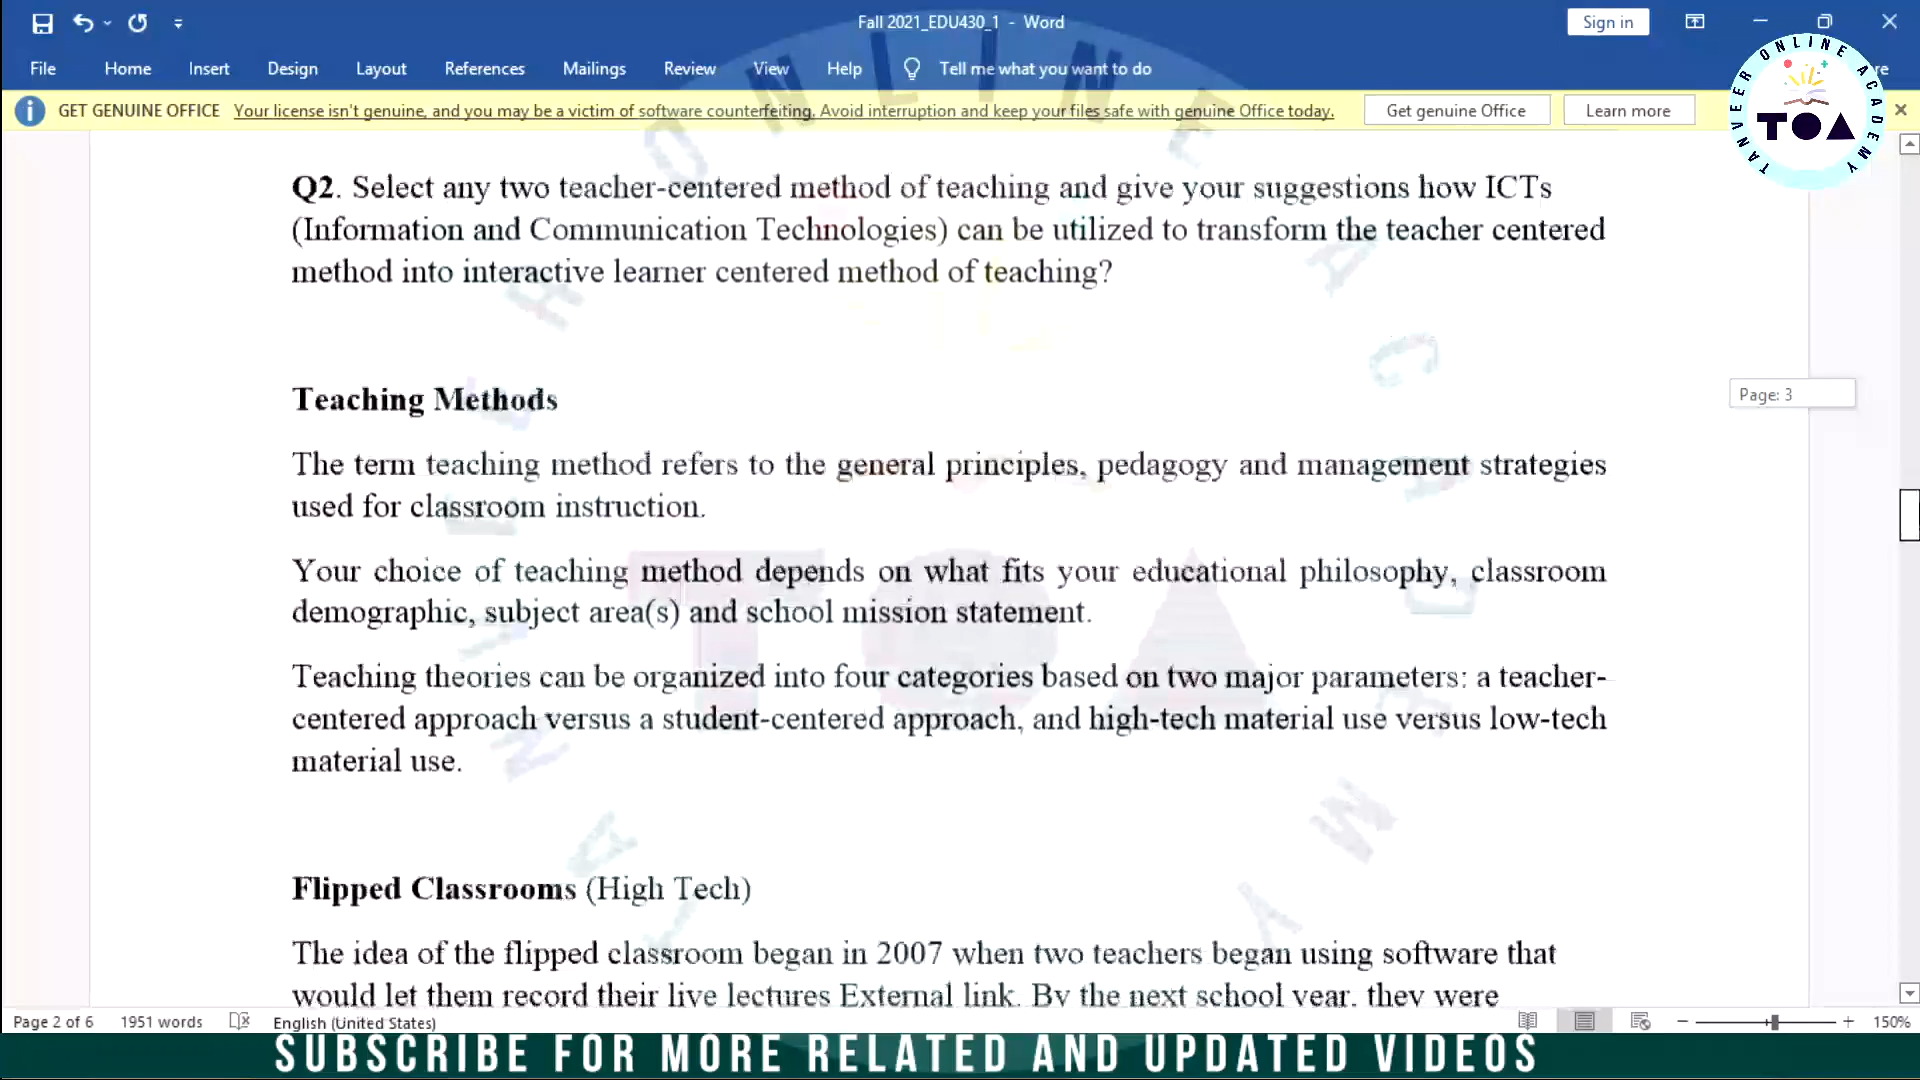 Fall 2021_EDU430_1 - Word
Sign in
File Home Insert Design Layout References Mailings Review View Help Tell me what you want to do re
GET GENUINE OFFICE Your license isn't genuine, and you may be a victim of software counterfeiting. Avoid interruption and keep your files safe with genuine Office today. Get genuine Office Learn more
TANVEER ONLINE ACADEMY
TOA
Q2. Select any two teacher-centered method of teaching and give your suggestions how ICTs
(Information and Communication Technologies) can be utilized to transform the teacher centered
method into interactive learner centered method of teaching?
Teaching Methods
Page: 3
The term teaching method refers to the general principles, pedagogy and management strategies
used for classroom instruction.
Your choice of teaching method depends on what fits your educational philosophy, classroom
demographic, subject area(s) and school mission statement.
TOA
Teaching theories can be organized into four categories based on two major parameters: a teacher-
centered approach versus a student-centered approach, and high-tech material use versus low-tech
material use.
TANVEER ONLINE ACADEMY
Flipped Classrooms (High Tech)
The idea of the flipped classroom began in 2007 when two teachers began using software that
would let them record their live lectures External link. By the next school year, they were
Page 2 of 6 1951 words English (United States) 150%
SUBSCRIBE FOR MORE RELATED AND UPDATED VIDEOS